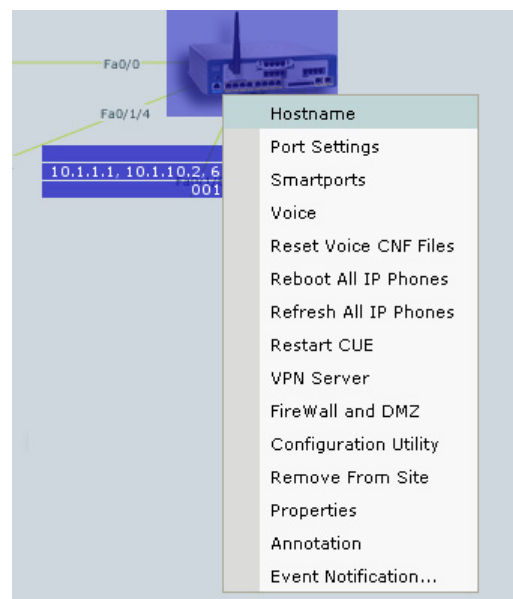 Fa0/0
Fa0/1/4
10.1.1.1, 10.1.10.2, 6
001
Hostname
Port Settings
Smartports
Voice
Reset Voice CNF Files
Reboot All IP Phones
Refresh All IP Phones
Restart CUE
VPN Server
FireWall and DMZ
Configuration Utility
Remove From Site
Properties
Annotation
Event Notification...